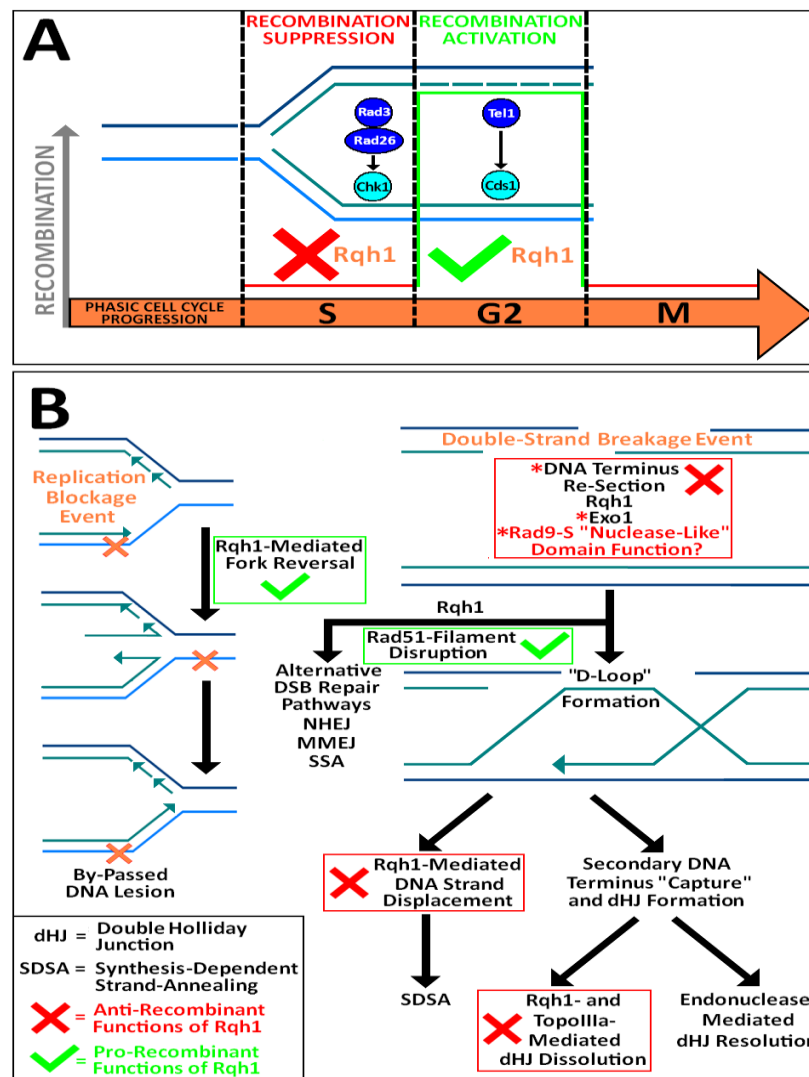 A
RECOMBINATION
SUPPRESSION
RECOMBINATION
ACTIVATION
RECOMBINATION
Rad3
Rad26
Chk1
Tel1
Cds1
Rqh1
Rqh1
PHASIC CELL CYCLE
PROGRESSION
S
G2
M
B
Replication
Blockage
Event
Rqh1-Mediated
Fork Reversal
By-Passed
DNA Lesion
Double-Strand Breakage Event
*DNA Terminus
Re-Section
Rqh1
*Exo1
*Rad9-S "Nuclease-Like"
Domain Function?
Rqh1
Rad51-Filament
Disruption
Alternative
DSB Repair
Pathways
NHEJ
MMEJ
SSA
"D-Loop"
Formation
Rqh1-Mediated
DNA Strand
Displacement
Secondary DNA
Terminus "Capture"
and dHJ Formation
SDSA
Rqh1- and
TopoIIIa-
Mediated
dHJ Dissolution
Endonuclease
Mediated
dHJ Resolution
dHJ = Double Holliday
Junction
SDSA = Synthesis-Dependent
Strand-Annealing
= Anti-Recombinant
Functions of Rqh1
= Pro-Recombinant
Functions of Rqh1